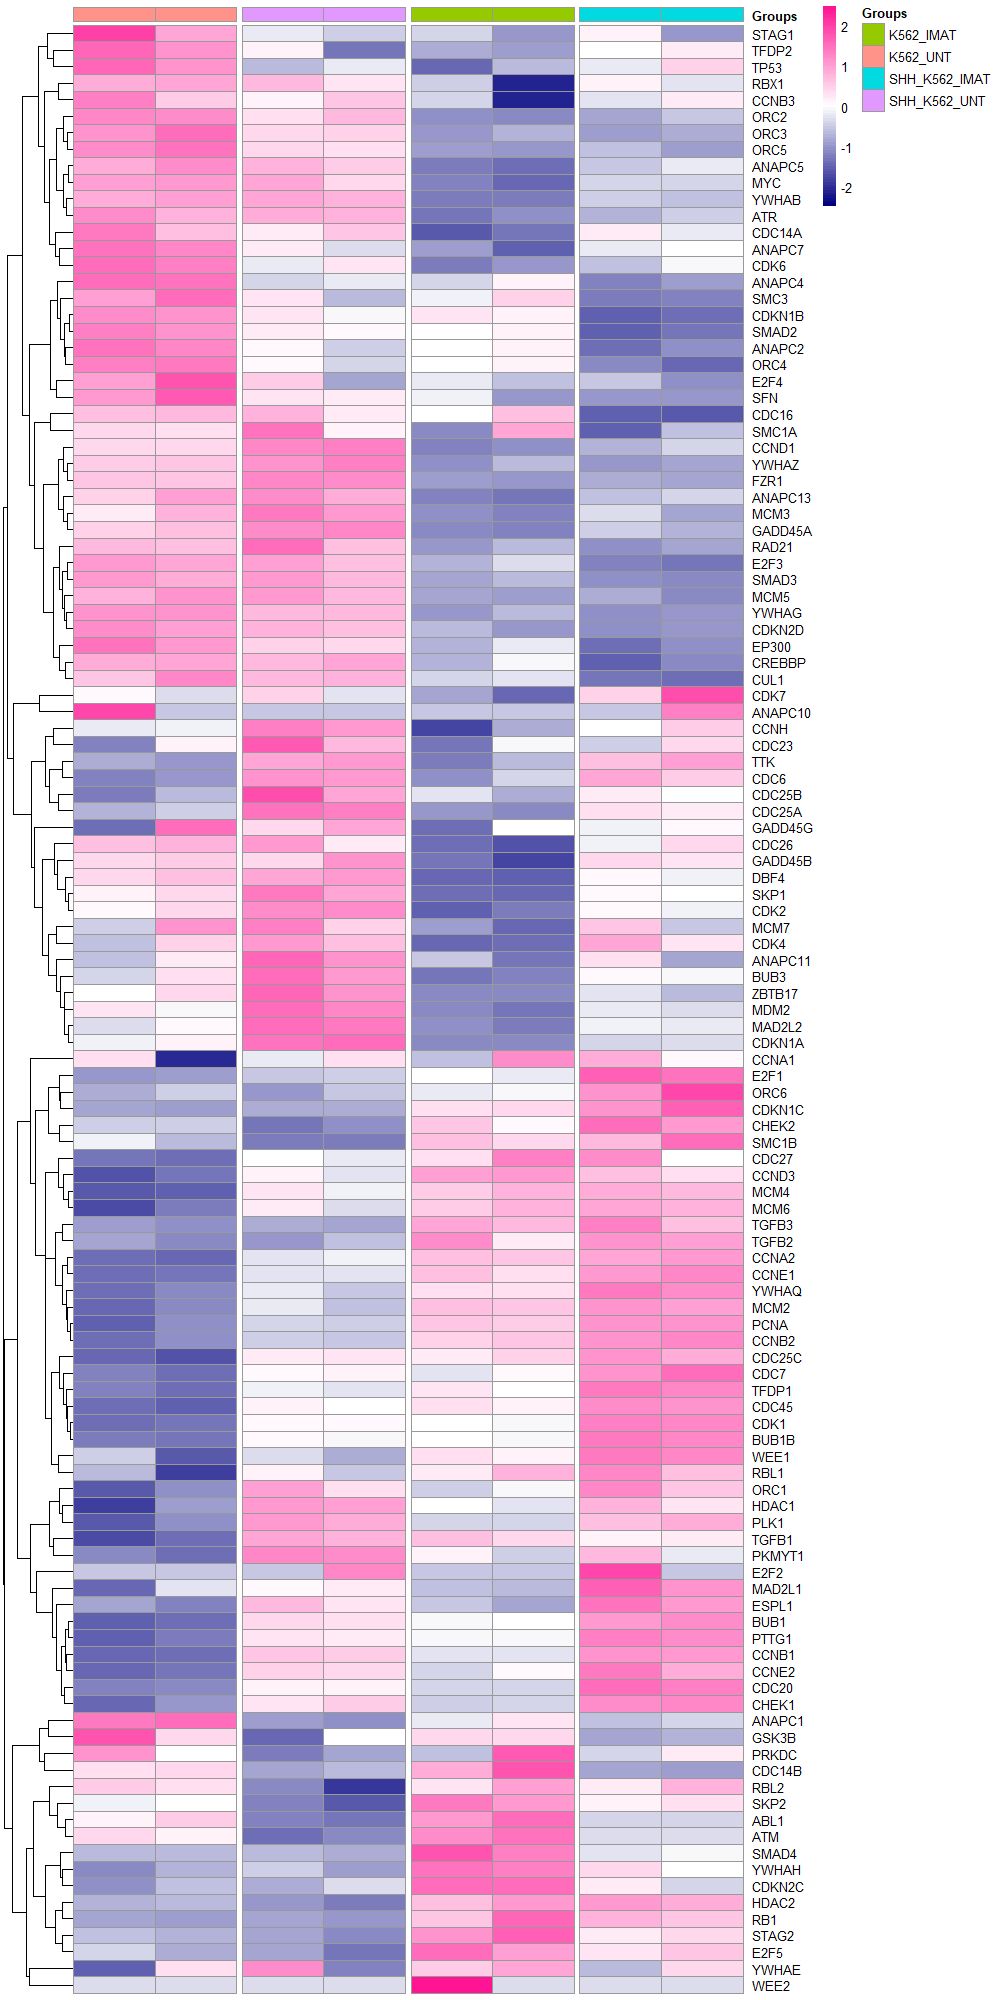 Groups
STAG1
TFDP2
TP53
RBX1
CCNB3
ORC2
ORC3
ORC5
ANAPC5
MYC
YWHAB
ATR
CDC14A
ANAPC7
CDK6
ANAPC4
SMC3
CDKN1B
SMAD2
ANAPC2
ORC4
E2F4
SFN
CDC16
SMC1A
CCND1
YWHAZ
FZR1
ANAPC13
MCM3
GADD45A
RAD21
E2F3
SMAD3
MCM5
YWHAG
CDKN2D
EP300
CREBBP
CUL1
CDK7
ANAPC10
CCNH
CDC23
TTK
CDC6
CDC25B
CDC25A
GADD45G
CDC26
GADD45B
DBF4
SKP1
CDK2
MCM7
CDK4
ANAPC11
BUB3
ZBTB17
MDM2
MAD2L2
CDKN1A
CCNA1
E2F1
ORC6
CDKN1C
CHEK2
SMC1B
CDC27
CCND3
MCM4
MCM6
TGFB3
TGFB2
CCNA2
CCNE1
YWHAQ
MCM2
PCNA
CCNB2
CDC25C
CDC7
TFDP1
CDC45
CDK1
BUB1B
WEE1
RBL1
ORC1
HDAC1
PLK1
TGFB1
PKMYT1
E2F2
MAD2L1
ESPL1
BUB1
PTTG1
CCNB1
CCNE2
CDC20
CHEK1
ANAPC1
GSK3B
PRKDC
CDC14B
RBL2
SKP2
ABL1
ATM
SMAD4
YWHAH
CDKN2C
HDAC2
RB1
STAG2
E2F5
YWHAE
WEE2
2
1
0
-1
-2
Groups
K562_IMAT
K562_UNT
SHH_K562_IMAT
SHH_K562_UNT